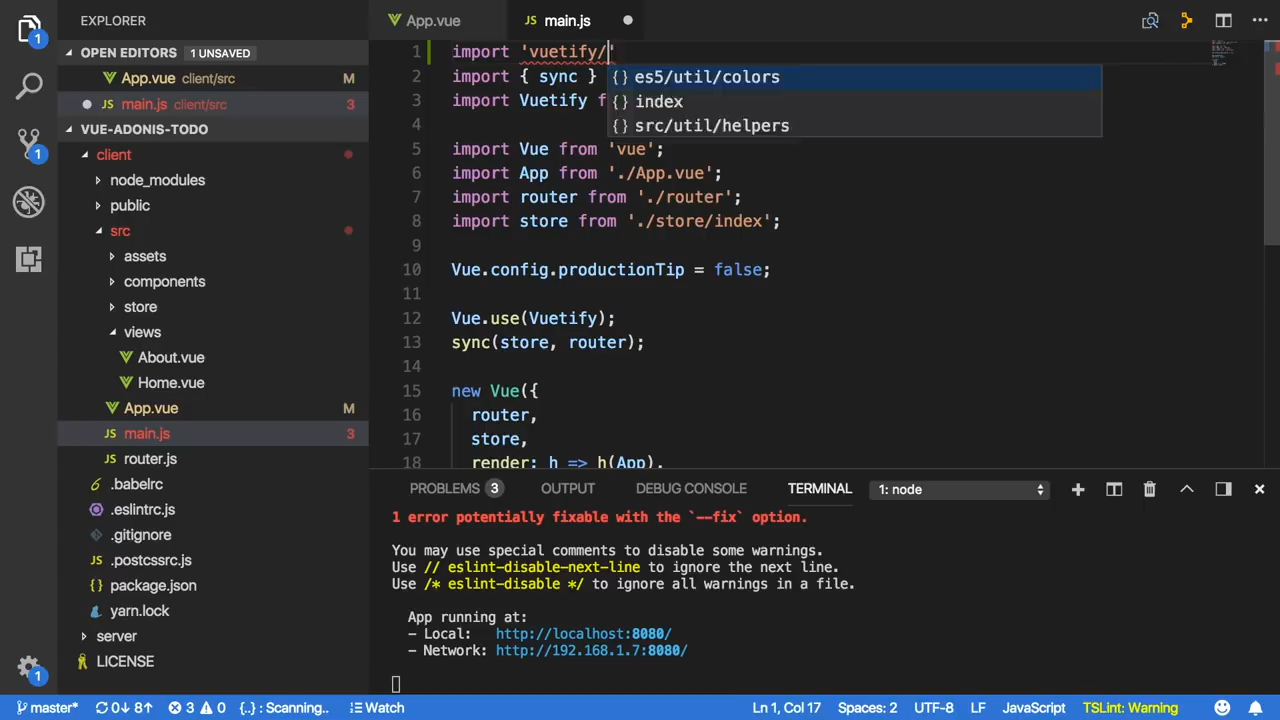 EXPLORER
OPEN EDITORS 1 UNSAVED
App.vue client/src M
main.js client/src 3
VUE-ADONIS-TODO
client
node_modules
public
src
assets
components
store
views
About.vue
Home.vue
App.vue M
main.js 3
router.js
.babelrc
.eslintrc.js
.gitignore
.postcssrc.js
package.json
yarn.lock
server
LICENSE
1
1
1
App.vue
JS main.js
1 import 'vuetify/'
es5/util/colors
index
src/util/helpers
2 import { sync }
3 import Vuetify f
4
5 import Vue from 'vue';
6 import App from './App.vue';
7 import router from './router';
8 import store from './store/index';
9
10 Vue.config.productionTip = false;
11
12 Vue.use(Vuetify);
13 sync(store, router);
14
15 new Vue({
16 router,
17 store,
18 render: h => h(App),
PROBLEMS 3 OUTPUT DEBUG CONSOLE TERMINAL 1: node
1 error potentially fixable with the `--fix` option.
You may use special comments to disable some warnings.
Use // eslint-disable-next-line to ignore the next line.
Use /* eslint-disable */ to ignore all warnings in a file.
App running at:
- Local: http://localhost:8080/
- Network: http://192.168.1.7:8080/
master* 0↓ 8↑ 3 0 {..} : Scanning.. Watch Ln 1, Col 17 Spaces: 2 UTF-8 LF JavaScript TSLint: Warning